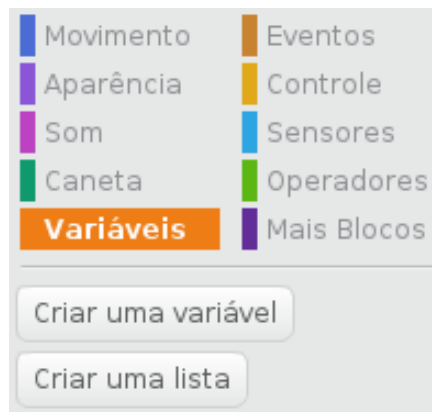 Movimento Eventos
Aparência Controle
Som Sensores
Caneta Operadores
Variáveis Mais Blocos
Criar uma variável
Criar uma lista